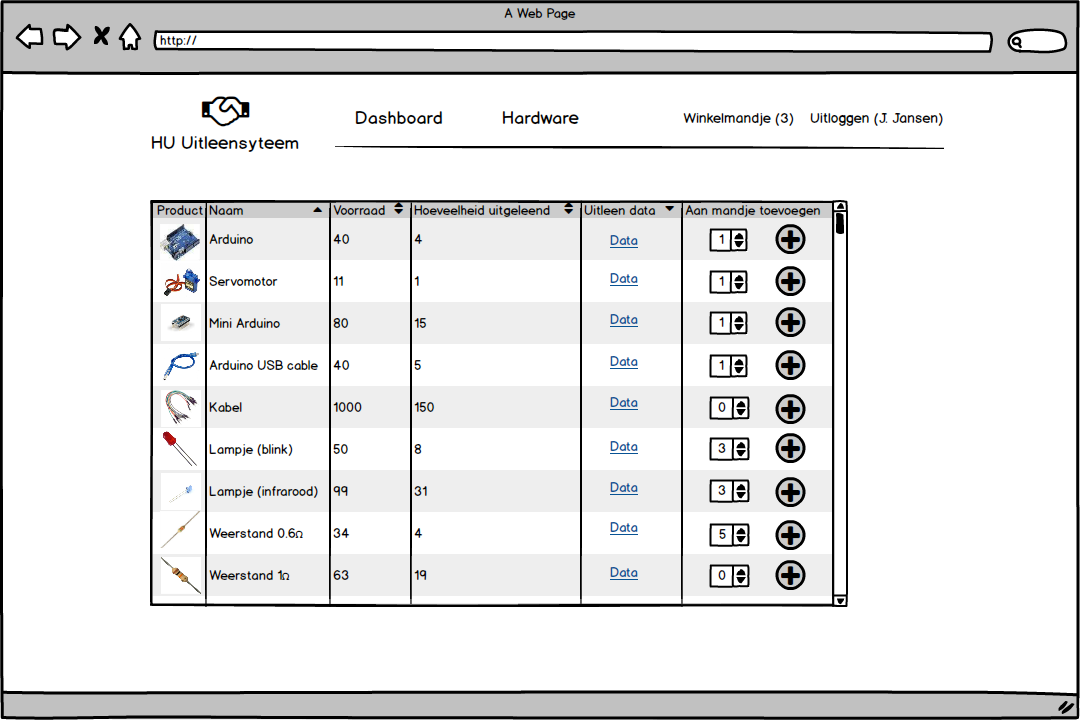 A Web Page
http://
Dashboard Hardware Winkelmandje (3) Uitloggen (J. Jansen)
HU Uitleensyteem
Product Naam Voorraad Hoeveelheid uitgeleend Uitleen data Aan mandje toevoegen
Arduino 40 4 Data 1
Servomotor 11 1 Data 1
Mini Arduino 80 15 Data 1
Arduino USB cable 40 5 Data 1
Kabel 1000 150 Data 0
Lampje (blink) 50 8 Data 3
Lampje (infrarood) 99 31 Data 3
Weerstand 0.6Ω 34 4 Data 5
Weerstand 1Ω 63 19 Data 0